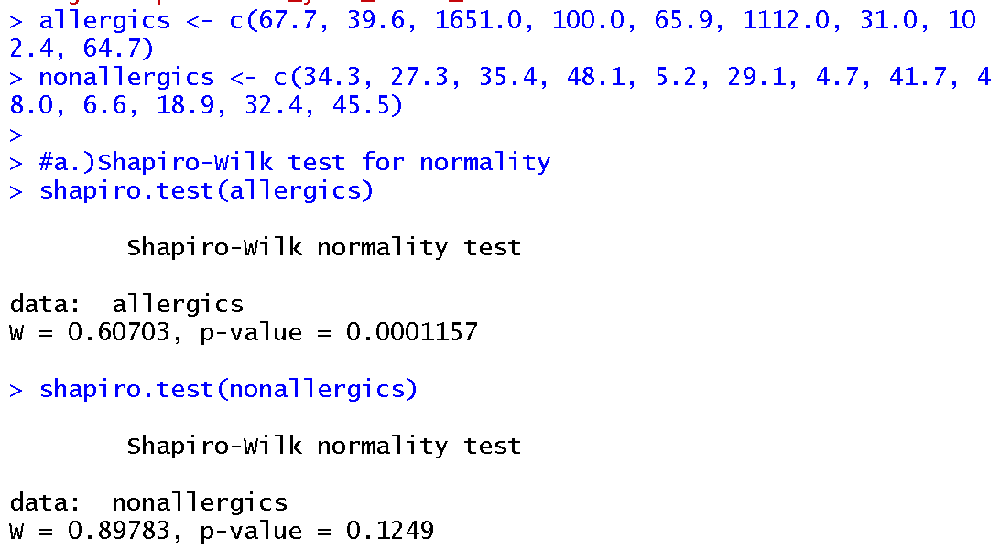 > allergics <- c(67.7, 39.6, 1651.0, 100.0, 65.9, 1112.0, 31.0, 10
2.4, 64.7)
> nonallergics <- c(34.3, 27.3, 35.4, 48.1, 5.2, 29.1, 4.7, 41.7, 4
8.0, 6.6, 18.9, 32.4, 45.5)
>
> #a.)Shapiro-Wilk test for normality
> shapiro.test(allergics)
Shapiro-Wilk normality test
data:  allergics
W = 0.60703, p-value = 0.0001157
> shapiro.test(nonallergics)
Shapiro-Wilk normality test
data:  nonallergics
W = 0.89783, p-value = 0.1249